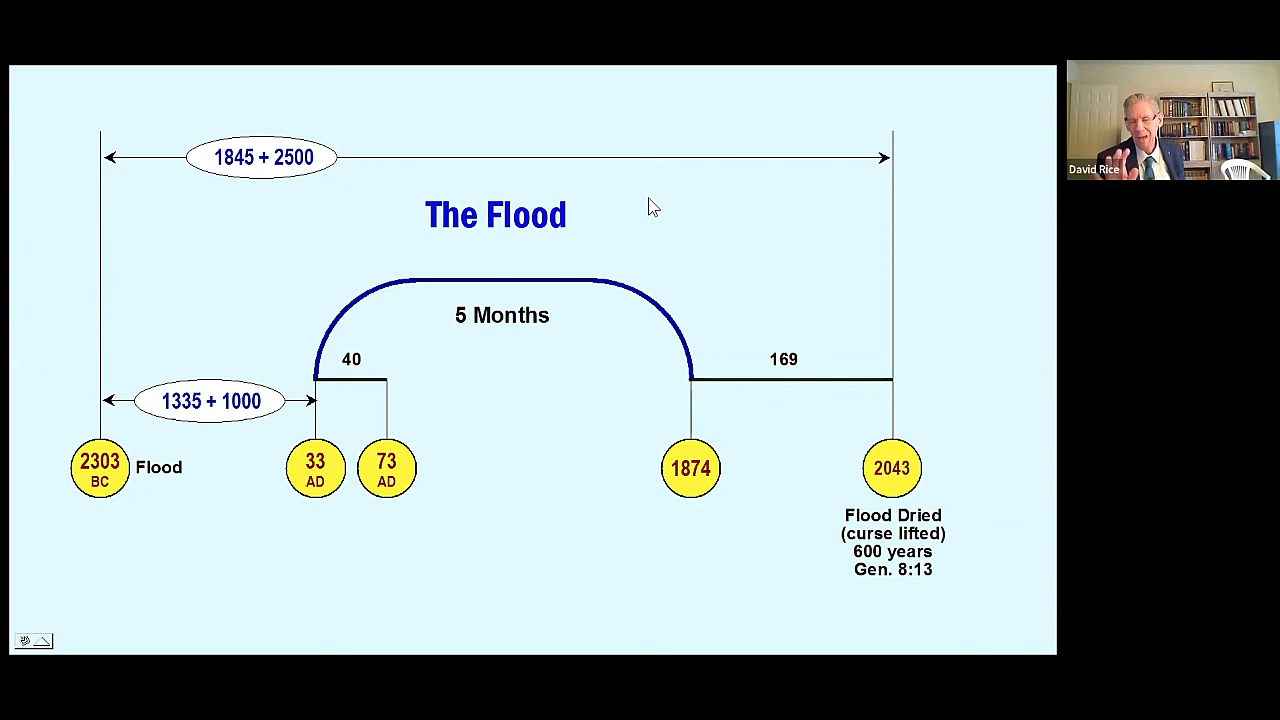 1845 + 2500
David Rice
The Flood
5 Months
40
169
1335 + 1000
2303
BC
Flood
33
AD
73
AD
1874
2043
Flood Dried
(curse lifted)
600 years
Gen. 8:13